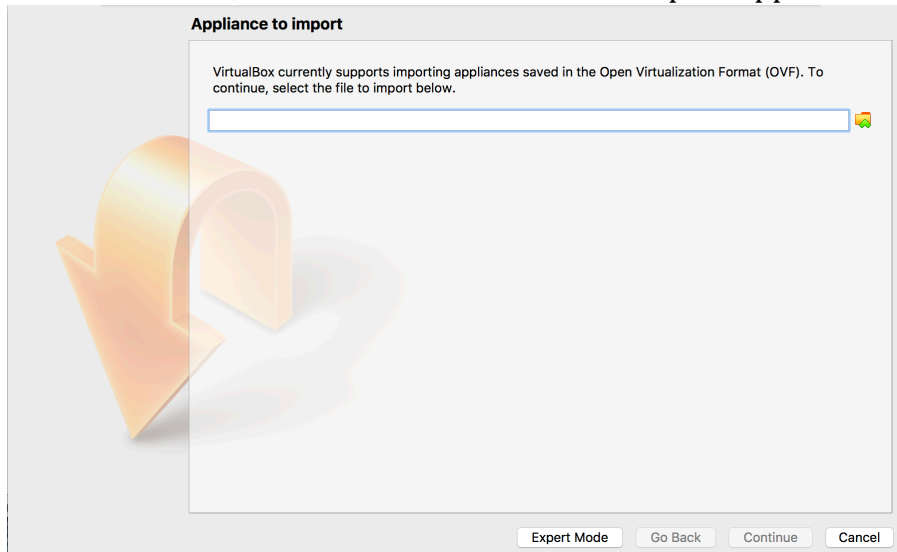 Appliance to import
VirtualBox currently supports importing appliances saved in the Open Virtualization Format (OVF). To
continue, select the file to import below.
Expert Mode
Go Back
Continue
Cancel